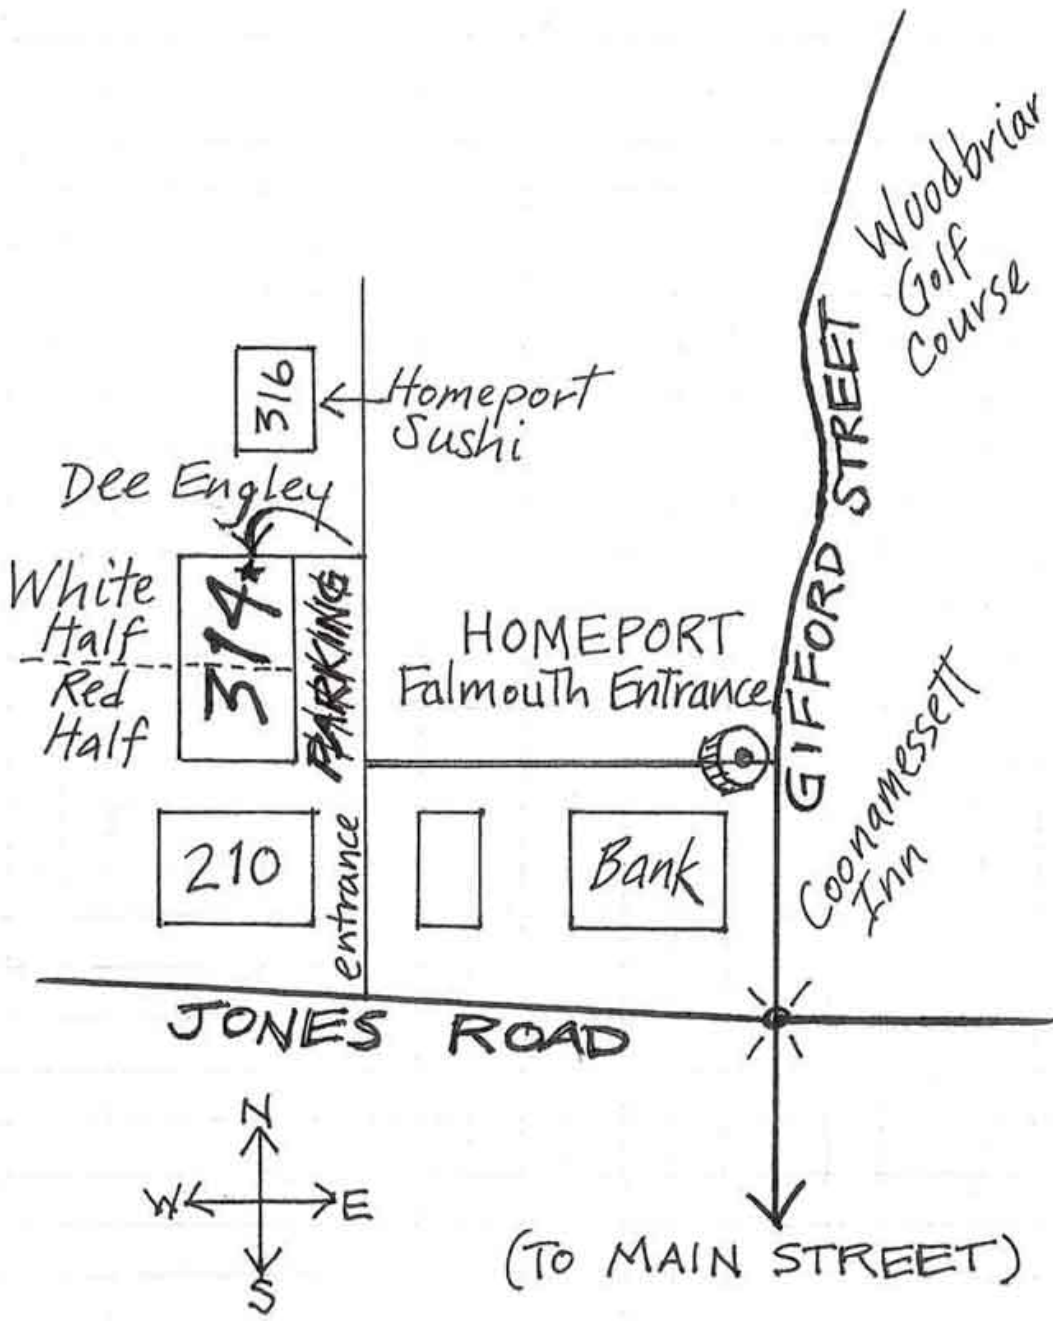 Woodbriar
Golf
Course
316
Homeport
Sushi
Dee Engley
White
Half
Red
Half
314*
PARKING
HOMEPORT
Falmouth Entrance
GIFFORD STREET
Coonamessett
Inn
210
entrance
Bank
JONES ROAD
N
W E
S
(TO MAIN STREET)